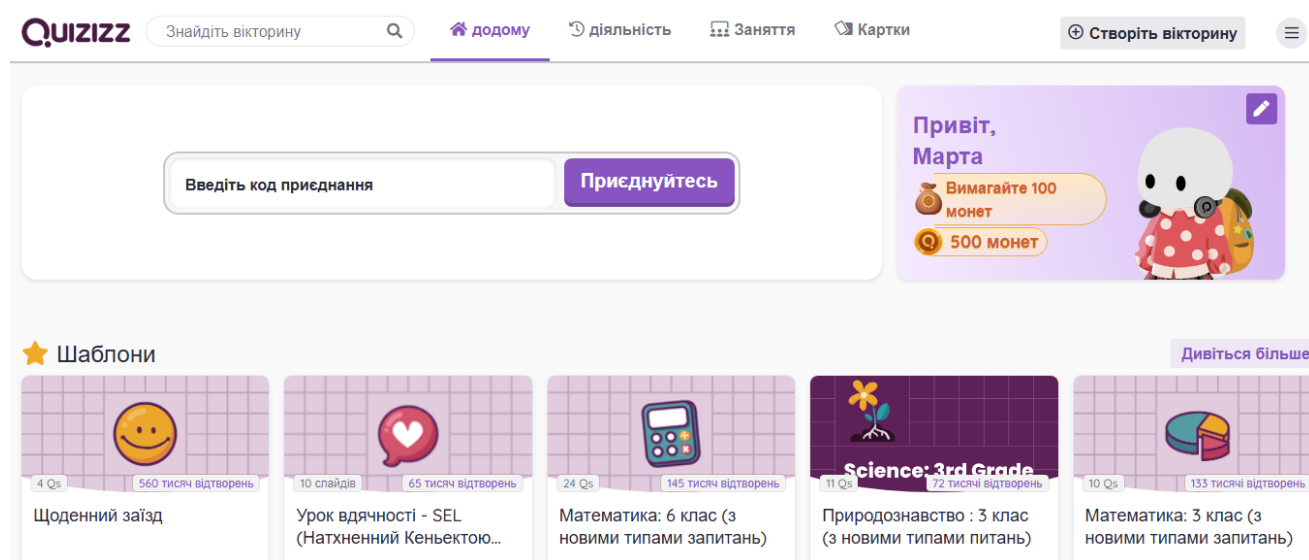 QUIZIZZ
Знайдіть вікторину
додому
діяльність
Заняття
Картки
Створіть вікторину
Введіть код приєднання
Приєднуйтесь
Привіт,
Марта
Вимагайте 100
монет
500 монет
Шаблони
Дивіться більше
4 Qs
560 тисяч відтворень
10 слайдів
65 тисяч відтворень
24 Qs
145 тисяч відтворень
Science: 3rd Grade
11 Qs
72 тисячі відтворень
10 Qs
133 тисячі відтворень
Щоденний заїзд
Урок вдячності - SEL
(Натхненний Кеньектою...
Математика: 6 клас (з
новими типами запитань)
Природознавство : 3 клас
(з новими типами питань)
Математика: 3 клас (з
новими типами запитань)